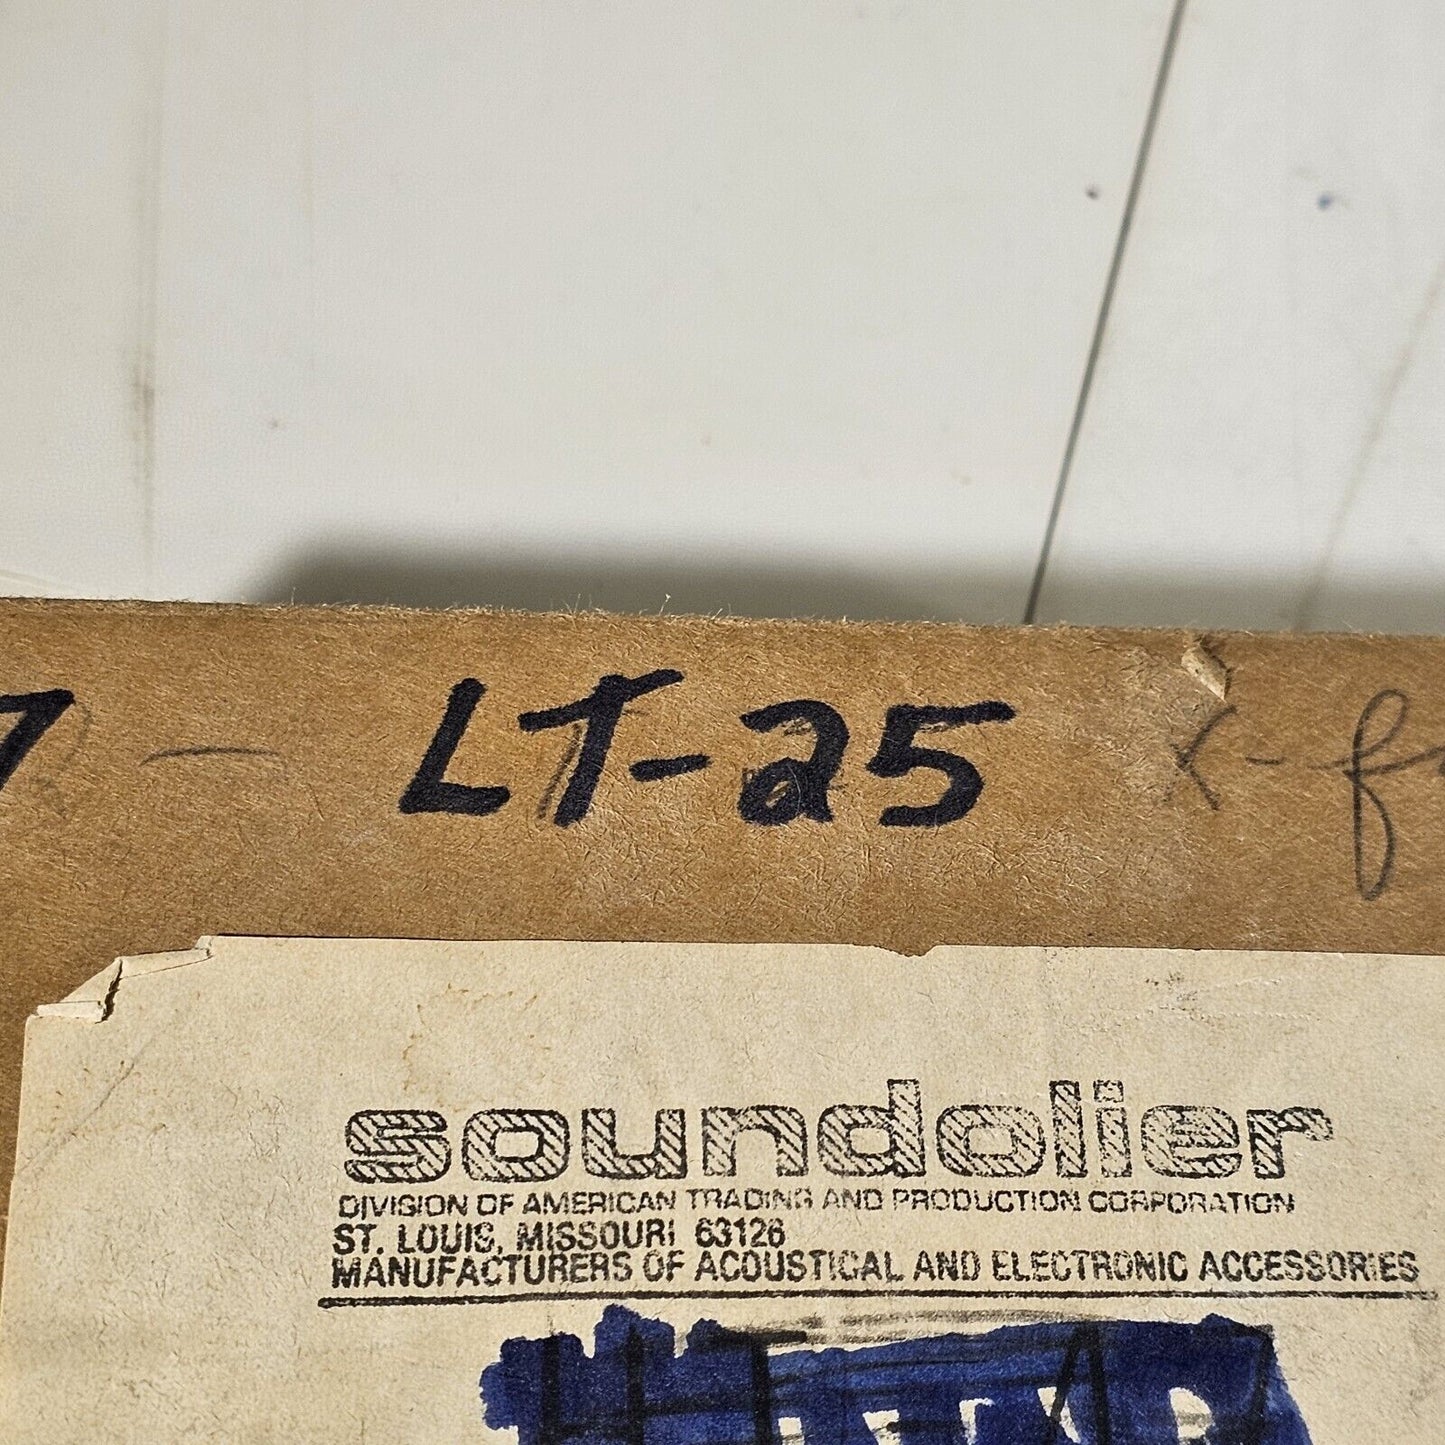 7 - LT-25 x-f
soundolier
DIVISION OF AMERICAN TRADING AND PRODUCTION CORPORATION
ST. LOUIS, MISSOURI 63126
MANUFACTURERS OF ACOUSTICAL AND ELECTRONIC ACCESSORIES